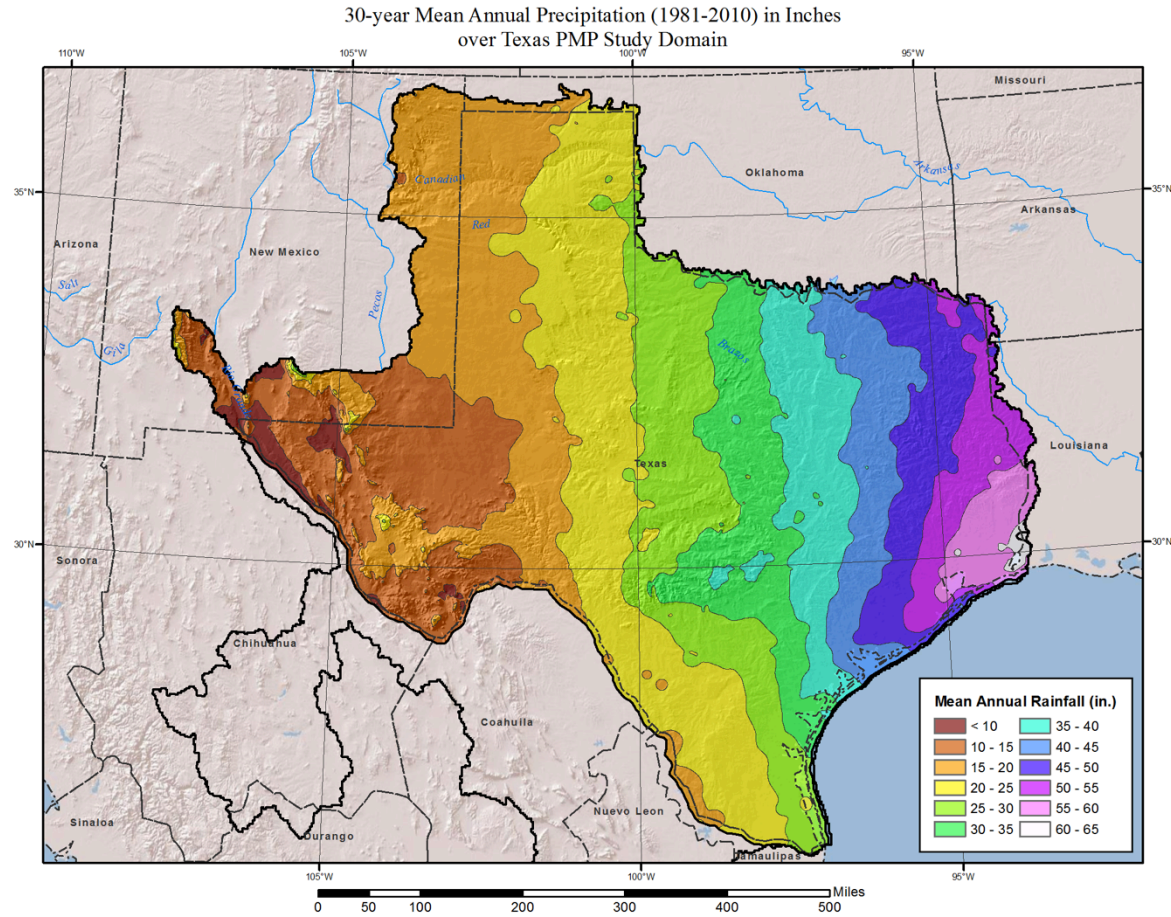 30-year Mean Annual Precipitation (1981-2010) in Inches
over Texas PMP Study Domain
110°W
105°W
100°W
95°W
Missouri
Arkansas
35°N
Oklahoma
35°N
Canadian
Arkansas
Red
Arizona
New Mexico
Salt
Pecos
Gila
Brazos
Rio Grande
Louisiana
Texas
30°N
30°N
Sonora
Chihuahua
Coahuila
Nuevo Leon
Sinaloa
Durango
Tamaulipas
Mean Annual Rainfall (in.)
< 10
10 - 15
15 - 20
20 - 25
25 - 30
30 - 35
35 - 40
40 - 45
45 - 50
50 - 55
55 - 60
60 - 65
105°W
100°W
95°W
Miles
0 50 100 200 300 400 500